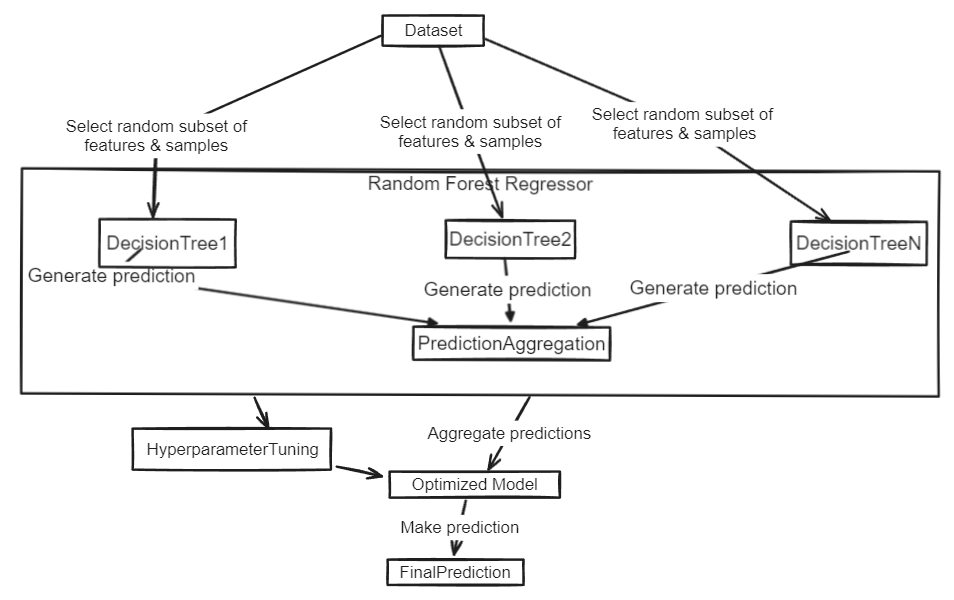 Dataset
Select random subset of
features & samples
Select random subset of
features & samples
Select random subset of
features & samples
Random Forest Regressor
DecisionTree1
DecisionTree2
DecisionTreeN
Generate prediction
Generate prediction
Generate prediction
PredictionAggregation
HyperparameterTuning
Aggregate predictions
Optimized Model
Make prediction
FinalPrediction